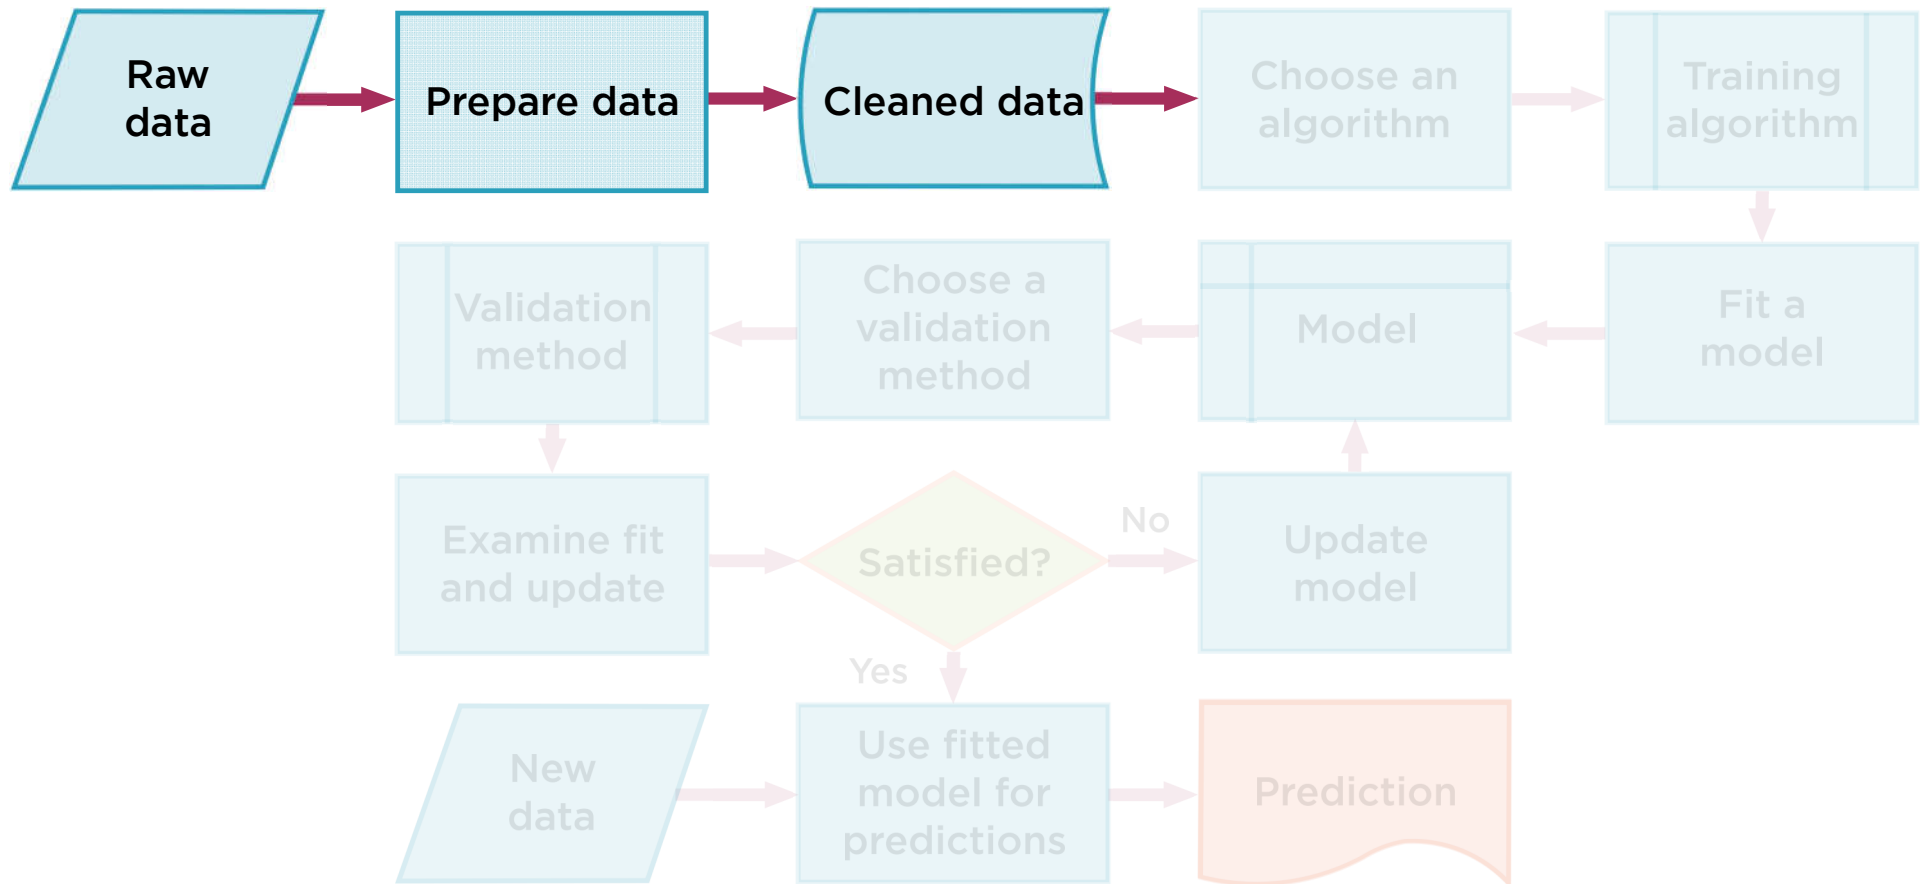 Raw
data
Prepare data
Cleaned data
Choose an
algorithm
Training
algorithm
Validation
method
Choose a
validation
method
Model
Fit a
model
Examine fit
and update
Satisfied?
No
Update
model
Yes
New
data
Use fitted
model for
predictions
Prediction